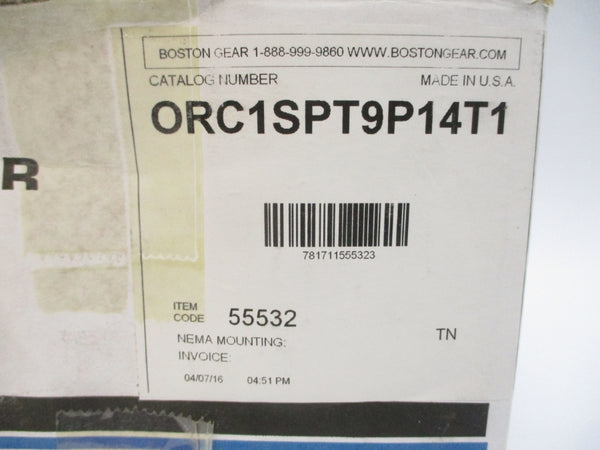 BOSTON GEAR 1-888-999-9860 WWW.BOSTONGEAR.COM
CATALOG NUMBER MADE IN U.S.A.
ORC1SPT9P14T1
R
781711555323
ITEM CODE 55532
TN
NEMA MOUNTING:
INVOICE:
04/07/16 04:51 PM